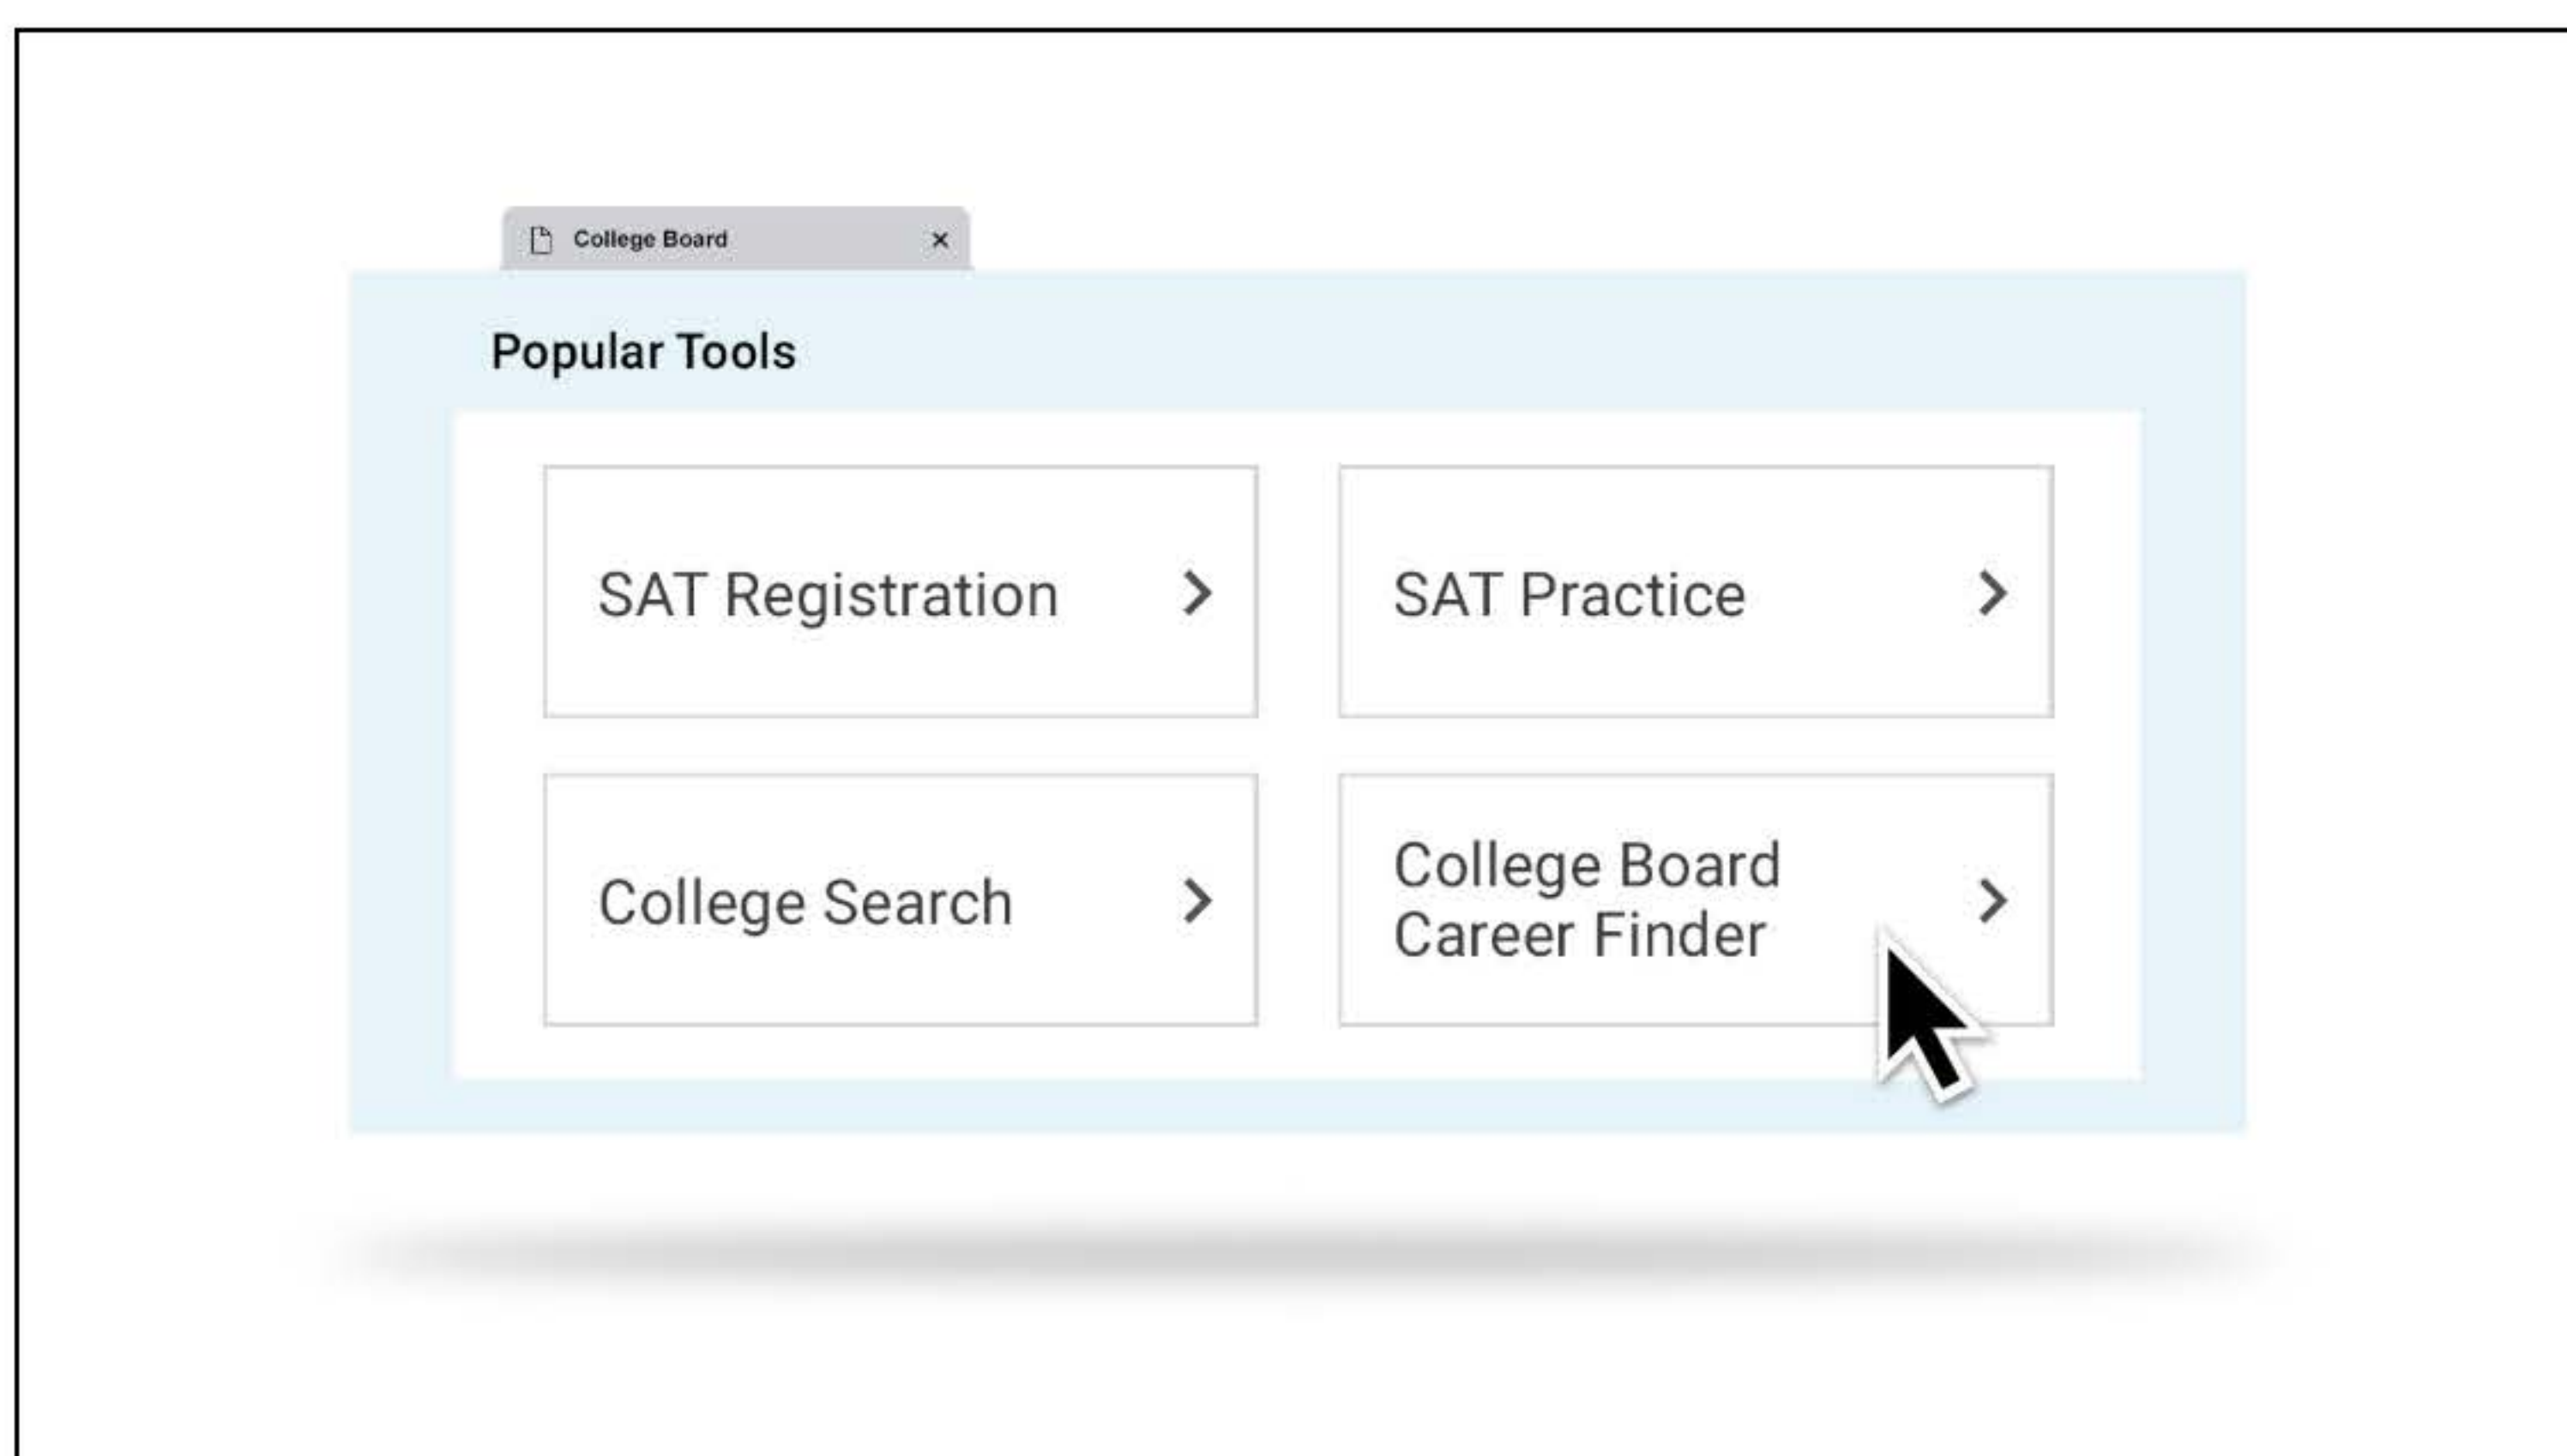 College Board
Popular Tools
SAT Registration
SAT Practice
College Search
College Board
Career Finder